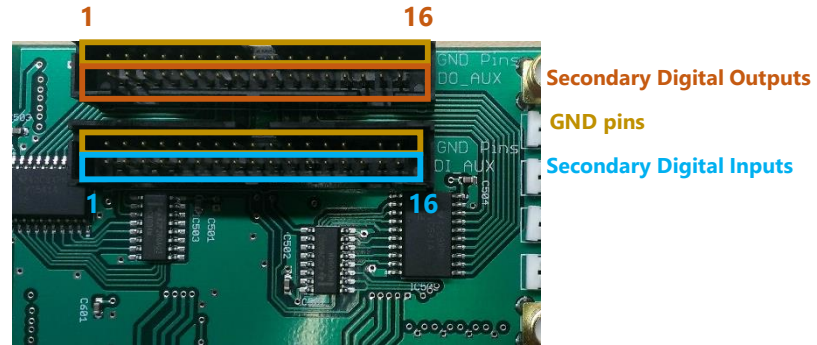 1 16
GND Pins
DO_AUX
Secondary Digital Outputs
GND pins
GND Pins
DI_AUX
Secondary Digital Inputs
1 16
C504
C503
C501
C502
C601